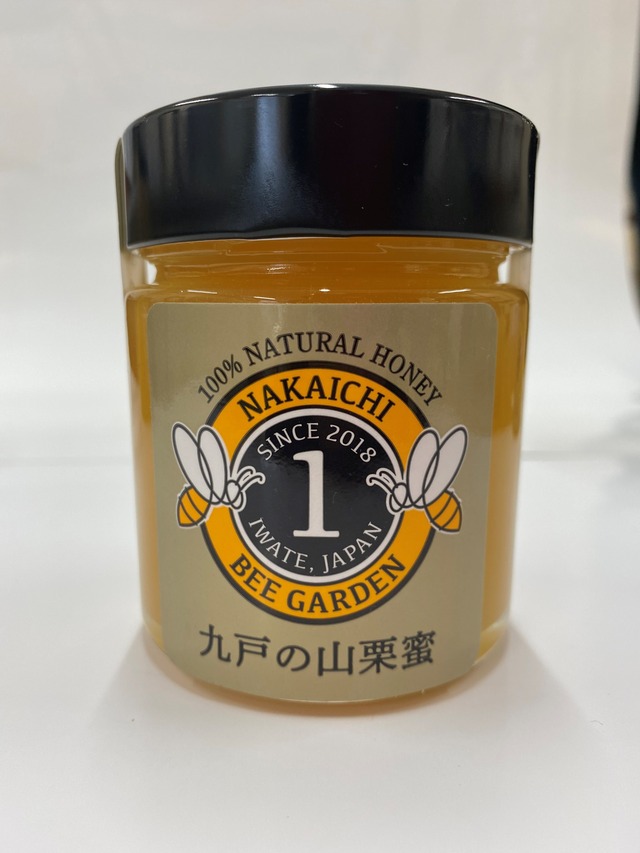 100% NATURAL HONEY
NAKAICHI
SINCE 2018
1
IWATE, JAPAN
BEE GARDEN
九戸の山栗蜜